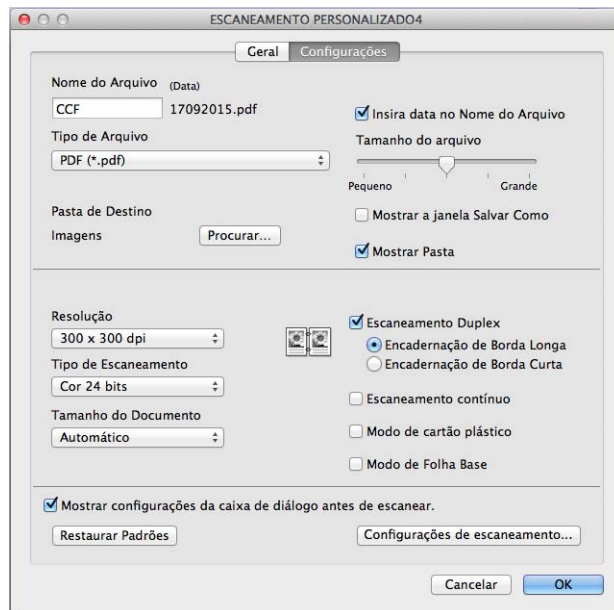 ESCANEAMENTO PERSONALIZADO4
Geral Configurações
Nome do Arquivo (Data)
CCF 17092015.pdf
Insira data no Nome do Arquivo
Tipo de Arquivo
Tamanho do arquivo
PDF (*.pdf)
Pequeno Grande
Pasta de Destino
Mostrar a janela Salvar Como
Imagens Procurar...
Mostrar Pasta
Resolução
Escaneamento Duplex
300 x 300 dpi
Encadernação de Borda Longa
Tipo de Escaneamento
Encadernação de Borda Curta
Cor 24 bits
Escaneamento contínuo
Tamanho do Documento
Automático
Modo de cartão plástico
Modo de Folha Base
Mostrar configurações da caixa de diálogo antes de escanear.
Restaurar Padrões Configurações de escaneamento...
Cancelar OK